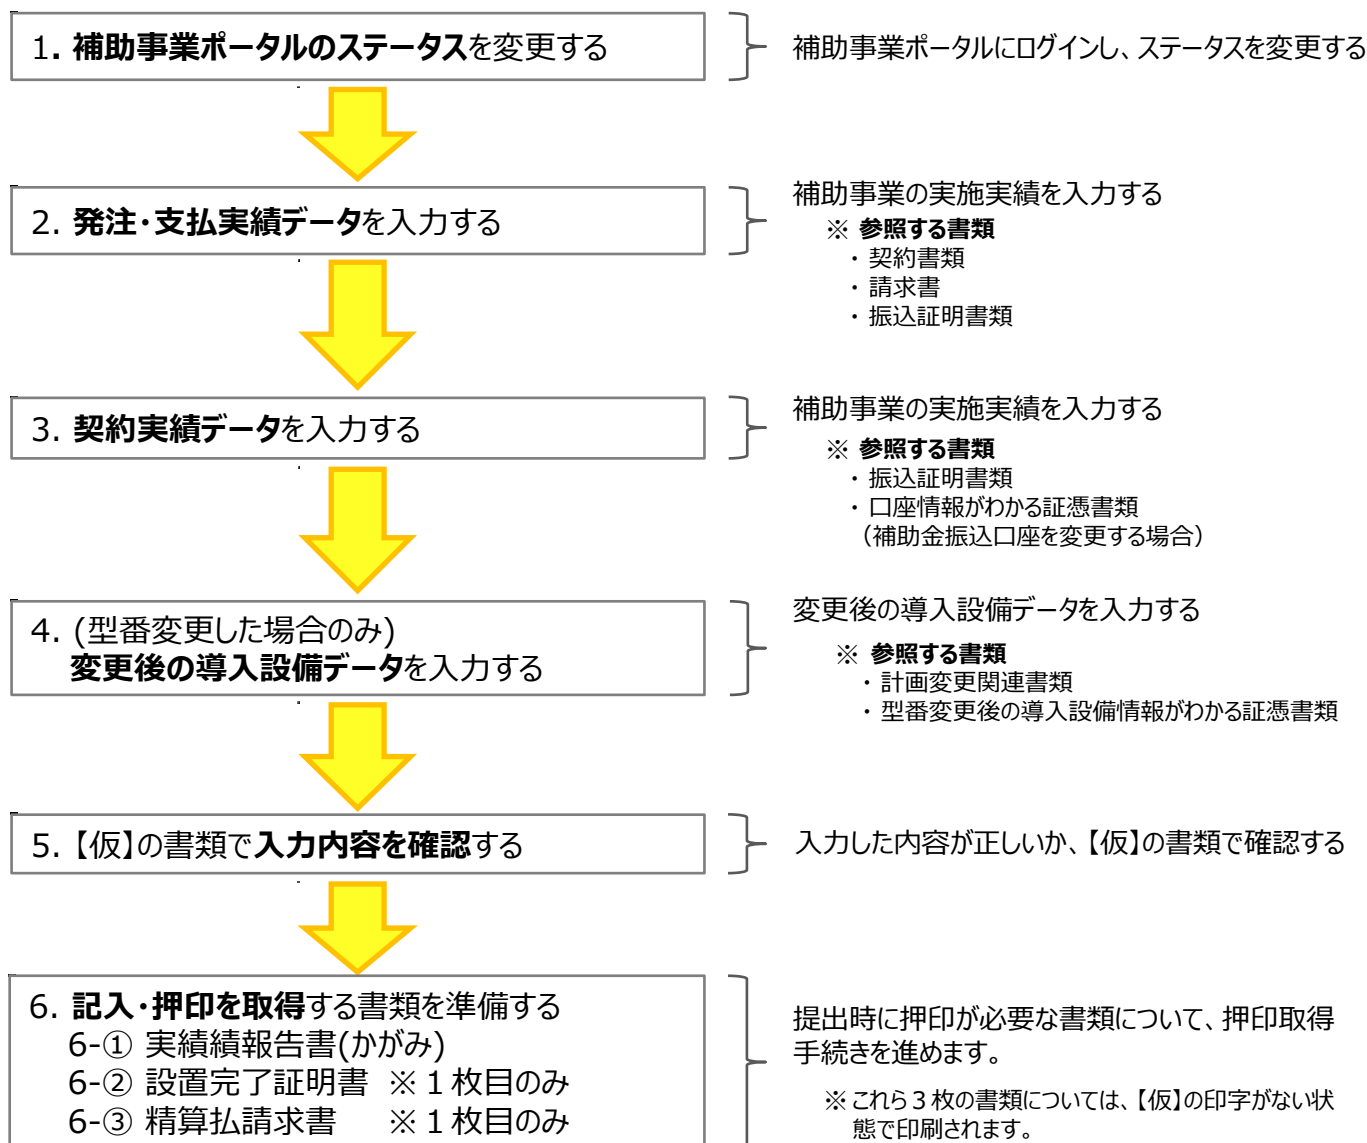 1. 補助事業ポータルのステータスを変更する
補助事業ポータルにログインし、ステータスを変更する
2. 発注・支払実績データを入力する
補助事業の実施実績を入力する
※ 参照する書類
・ 契約書類
・ 請求書
・ 振込証明書類
3. 契約実績データを入力する
補助事業の実施実績を入力する
※ 参照する書類
・ 振込証明書類
・ 口座情報がわかる証憑書類
（補助金振込口座を変更する場合）
4. (型番変更した場合のみ)
変更後の導入設備データを入力する
変更後の導入設備データを入力する
※ 参照する書類
・ 計画変更関連書類
・ 型番変更後の導入設備情報がわかる証憑書類
5. 【仮】の書類で入力内容を確認する
入力した内容が正しいか、【仮】の書類で確認する
6. 記入・押印を取得する書類を準備する
6-① 実績績報告書(かがみ)
6-② 設置完了証明書 ※１枚目のみ
6-③ 精算払請求書 ※１枚目のみ
提出時に押印が必要な書類について、押印取得
手続きを進めます。
※ これら３枚の書類については、【仮】の印字がない状
態で印刷されます。